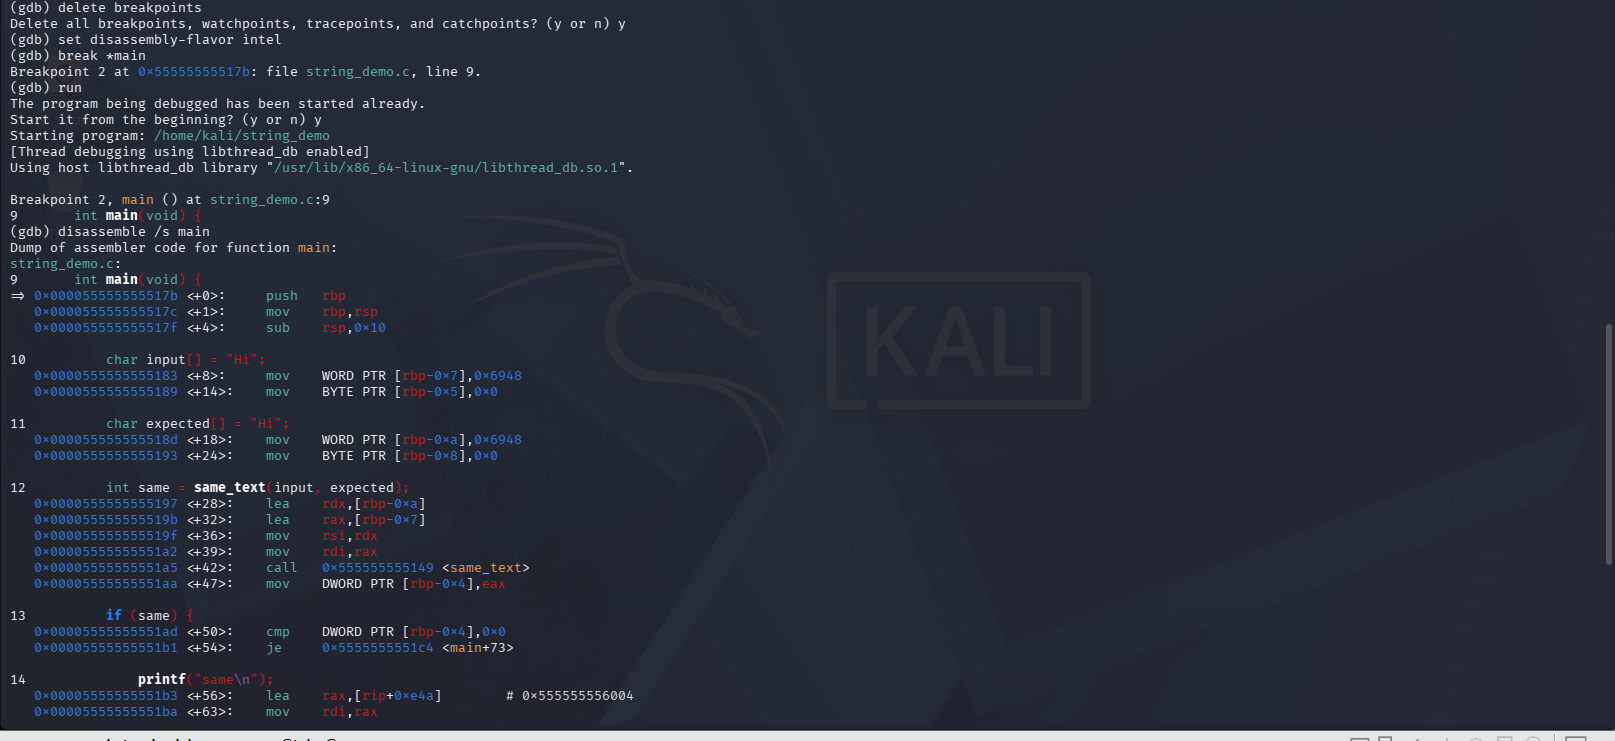 (gdb) delete breakpoints
Delete all breakpoints, watchpoints, tracepoints, and catchpoints? (y or n) y
(gdb) set disassembly-flavor intel
(gdb) break *main
Breakpoint 2 at 0x55555555517b: file string_demo.c, line 9.
(gdb) run
The program being debugged has been started already.
Start it from the beginning? (y or n) y
Starting program: /home/kali/string_demo
[Thread debugging using libthread_db enabled]
Using host libthread_db library "/usr/lib/x86_64-linux-gnu/libthread_db.so.1".

Breakpoint 2, main () at string_demo.c:9
9       int main(void) {
(gdb) disassemble /s main
Dump of assembler code for function main:
string_demo.c:
9       int main(void) {
=> 0x000055555555517b <+0>:     push   rbp
   0x000055555555517c <+1>:     mov    rbp,rsp
   0x000055555555517f <+4>:     sub    rsp,0x10

10          char input[] = "Hi";
   0x0000555555555183 <+8>:     mov    WORD PTR [rbp-0x7],0x6948
   0x0000555555555189 <+14>:    mov    BYTE PTR [rbp-0x5],0x0

11          char expected[] = "Hi";
   0x000055555555518d <+18>:    mov    WORD PTR [rbp-0xa],0x6948
   0x0000555555555193 <+24>:    mov    BYTE PTR [rbp-0x8],0x0

12          int same = same_text(input, expected);
   0x0000555555555197 <+28>:    lea    rdx,[rbp-0xa]
   0x000055555555519b <+32>:    lea    rax,[rbp-0x7]
   0x000055555555519f <+36>:    mov    rsi,rdx
   0x00005555555551a2 <+39>:    mov    rdi,rax
   0x00005555555551a5 <+42>:    call   0x555555555149 <same_text>
   0x00005555555551aa <+47>:    mov    DWORD PTR [rbp-0x4],eax

13          if (same) {
   0x00005555555551ad <+50>:    cmp    DWORD PTR [rbp-0x4],0x0
   0x00005555555551b1 <+54>:    je     0x5555555551c4 <main+73>

14              printf("same\n");
   0x00005555555551b3 <+56>:    lea    rax,[rip+0xe4a]        # 0x555555556004
   0x00005555555551ba <+63>:    mov    rdi,rax
KALI